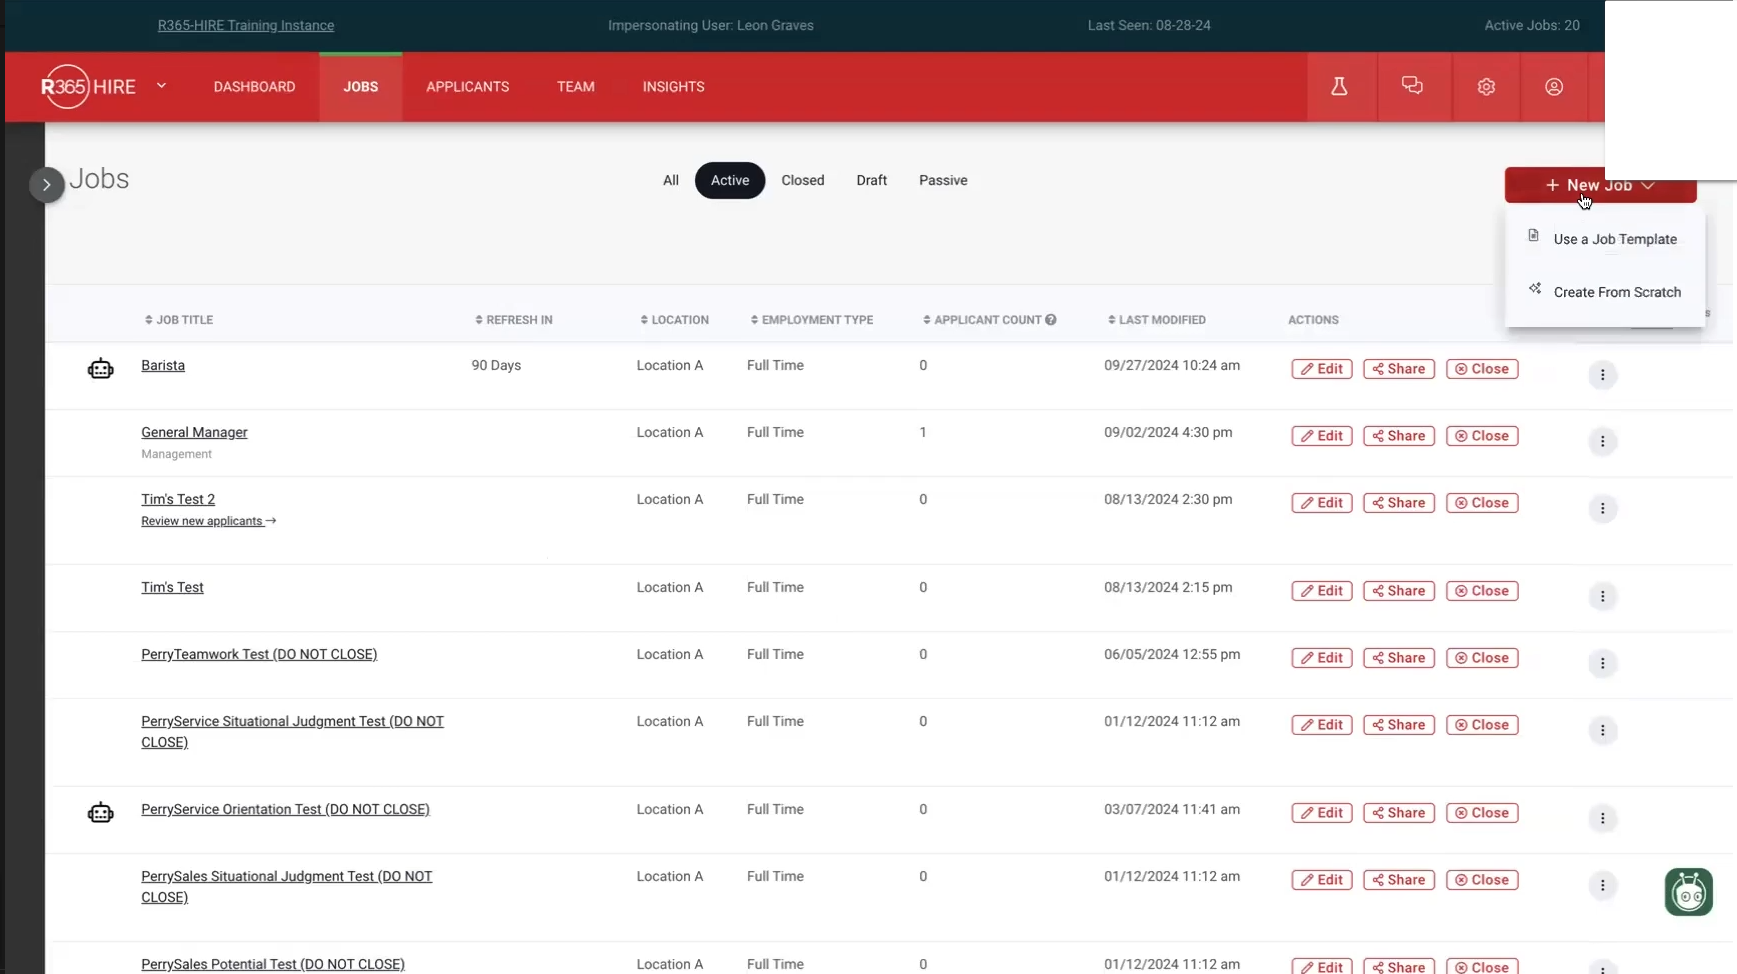 R365-HIRE Training Instance Impersonating User: Leon Graves Last Seen: 08-28-24 Active Jobs: 20
R365 HIRE DASHBOARD JOBS APPLICANTS TEAM INSIGHTS
Jobs All Active Closed Draft Passive + New Job
Use a Job Template
Create From Scratch
JOB TITLE REFRESH IN LOCATION EMPLOYMENT TYPE APPLICANT COUNT LAST MODIFIED ACTIONS
Barista 90 Days Location A Full Time 0 09/27/2024 10:24 am Edit Share Close
General Manager Location A Full Time 1 09/02/2024 4:30 pm Edit Share Close
Management
Tim's Test 2 Location A Full Time 0 08/13/2024 2:30 pm Edit Share Close
Review new applicants →
Tim's Test Location A Full Time 0 08/13/2024 2:15 pm Edit Share Close
PerryTeamwork Test (DO NOT CLOSE) Location A Full Time 0 06/05/2024 12:55 pm Edit Share Close
PerryService Situational Judgment Test (DO NOT Location A Full Time 0 01/12/2024 11:12 am Edit Share Close
CLOSE)
PerryService Orientation Test (DO NOT CLOSE) Location A Full Time 0 03/07/2024 11:41 am Edit Share Close
PerrySales Situational Judgment Test (DO NOT Location A Full Time 0 01/12/2024 11:12 am Edit Share Close
CLOSE)
PerrySales Potential Test (DO NOT CLOSE) Location A Full Time 0 01/12/2024 11:12 am Edit Share Close